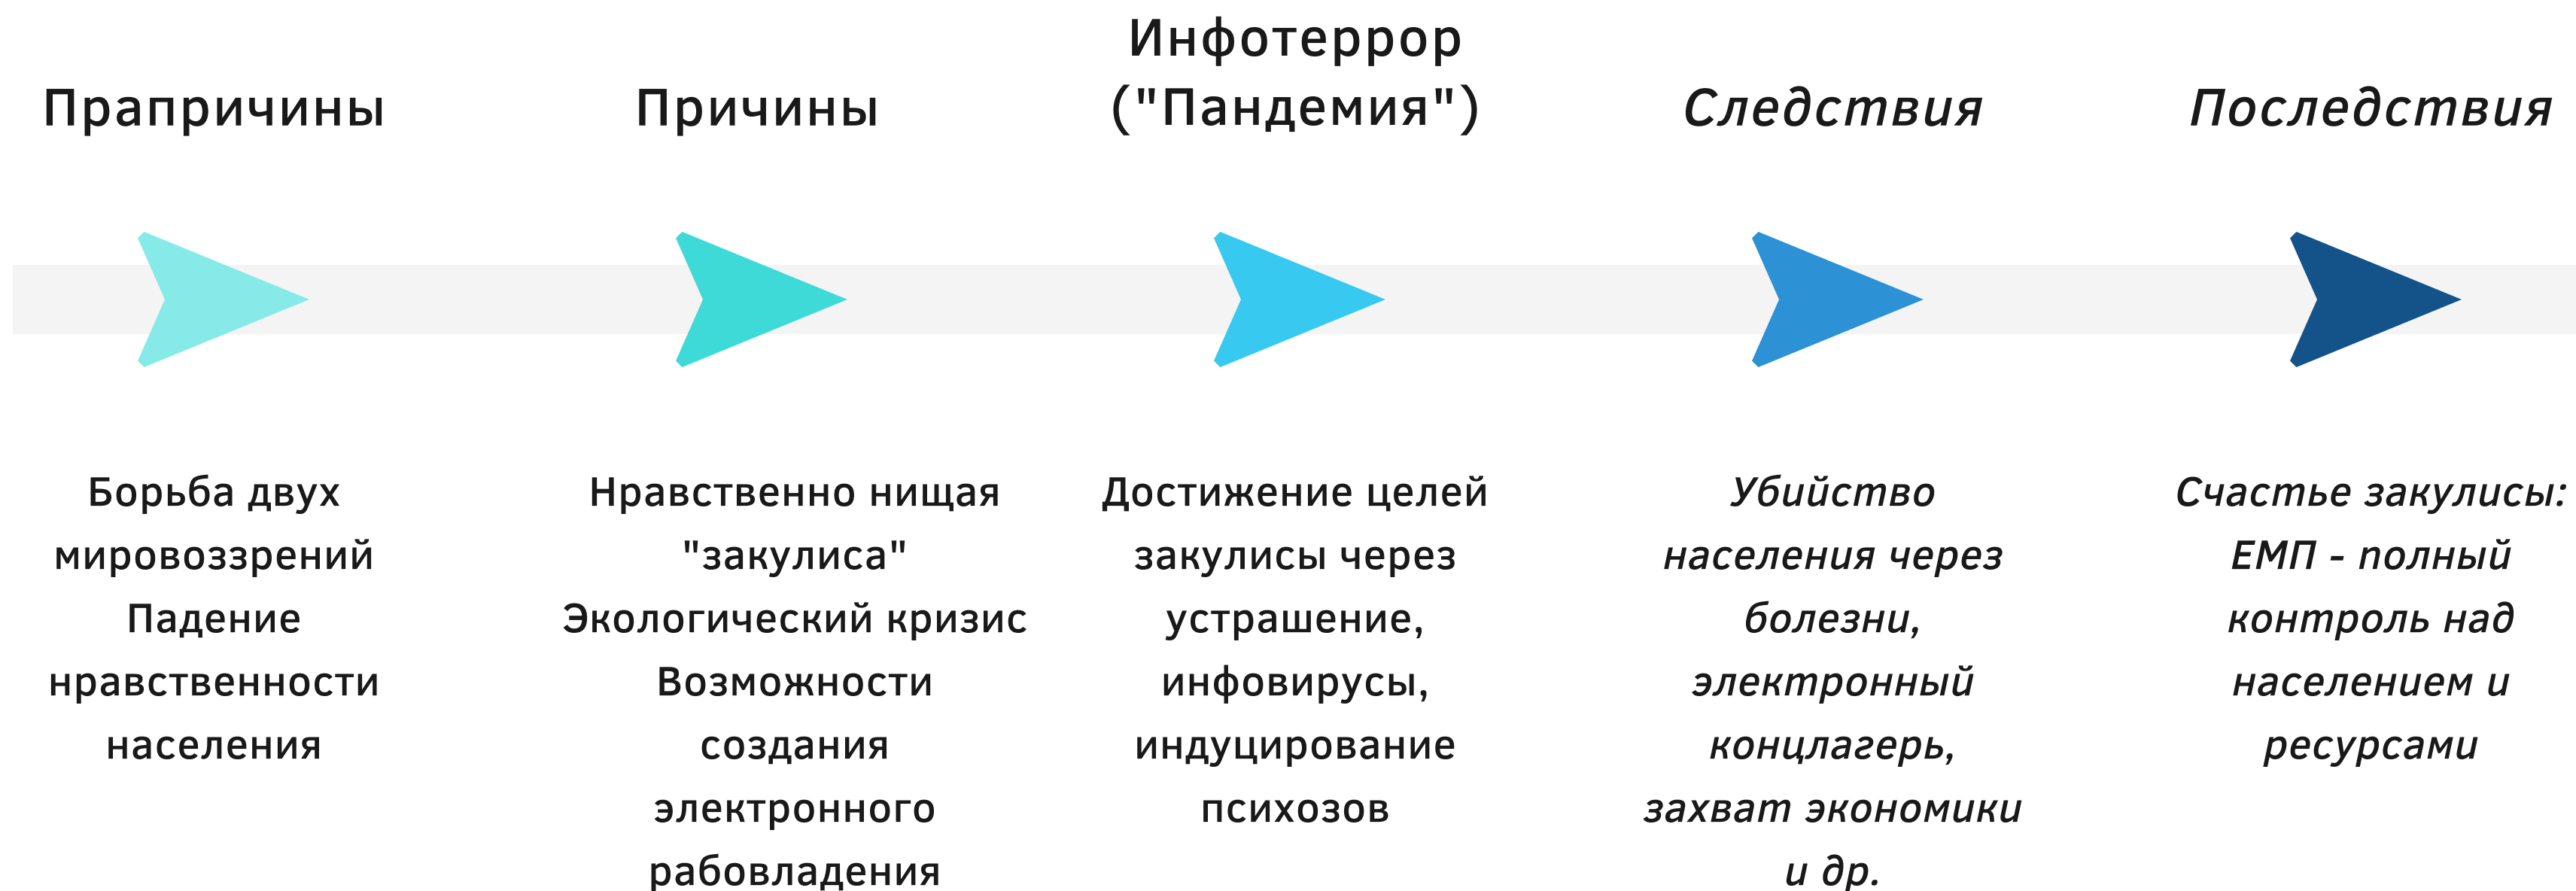 Прапричины
Причины
Инфотеррор
("Пандемия")
Следствия
Последствия
Борьба двух
мировоззрений
Падение
нравственности
населения
Нравственно нищая
"закулиса"
Экологический кризис
Возможности
создания
электронного
рабовладения
Достижение целей
закулисы через
устрашение,
инфовирусы,
индуцирование
психозов
Убийство
населения через
болезни,
электронный
концлагерь,
захват экономики
и др.
Счастье закулисы:
ЕМП - полный
контроль над
населением и
ресурсами